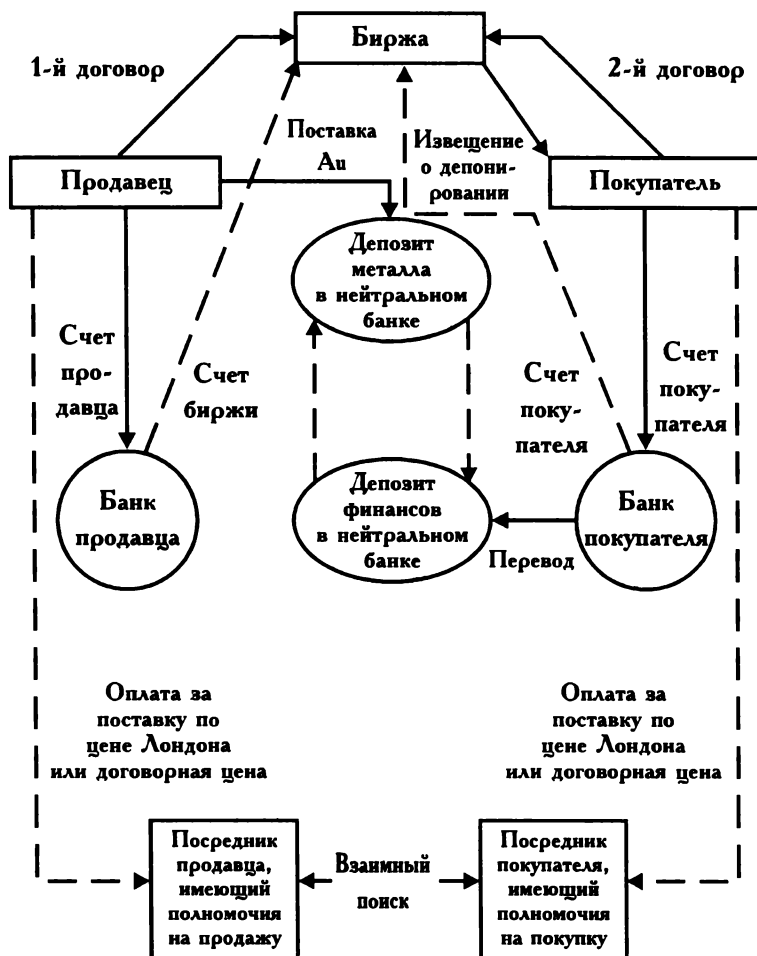 Биржа
1-й договор
2-й договор
Поставка
Au
Извещение
о депони-
ровании
Продавец
Покупатель
Депозит
металла
в нейтральном
банке
Счет
про-
давца
Счет
биржи
Счет
поку-
пателя
Счет
поку-
пателя
Банк
продавца
Депозит
финансов
в нейтральном
банке
Банк
покупателя
Перевод
Оплата за
поставку по
цене Лондона
или договорная цена
Оплата за
поставку по
цене Лондона
или договорная цена
Посредник
продавца,
имеющий
полномочия
на продажу
Взаимный
поиск
Посредник
покупателя,
имеющий
полномочия
на покупку